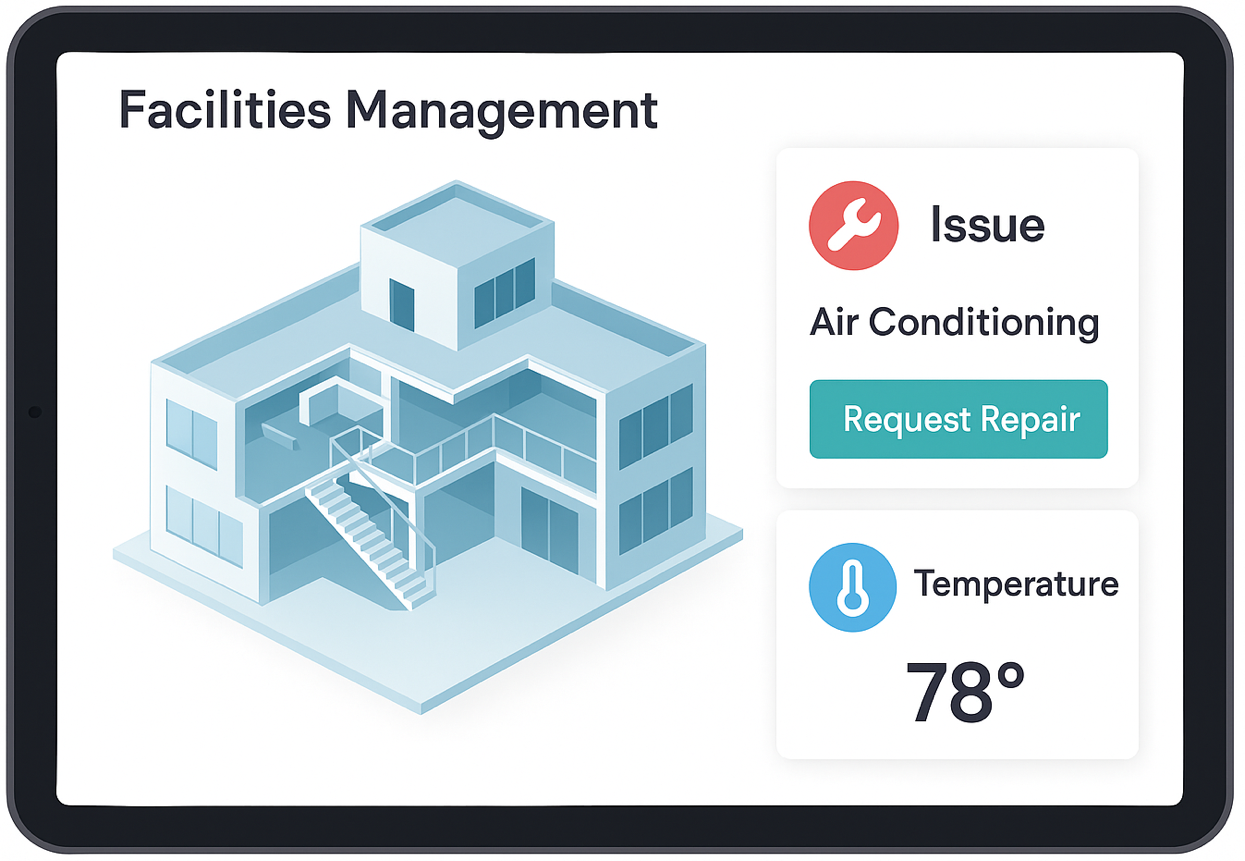 Facilities Management
Issue
Air Conditioning
Request Repair
Temperature
78°